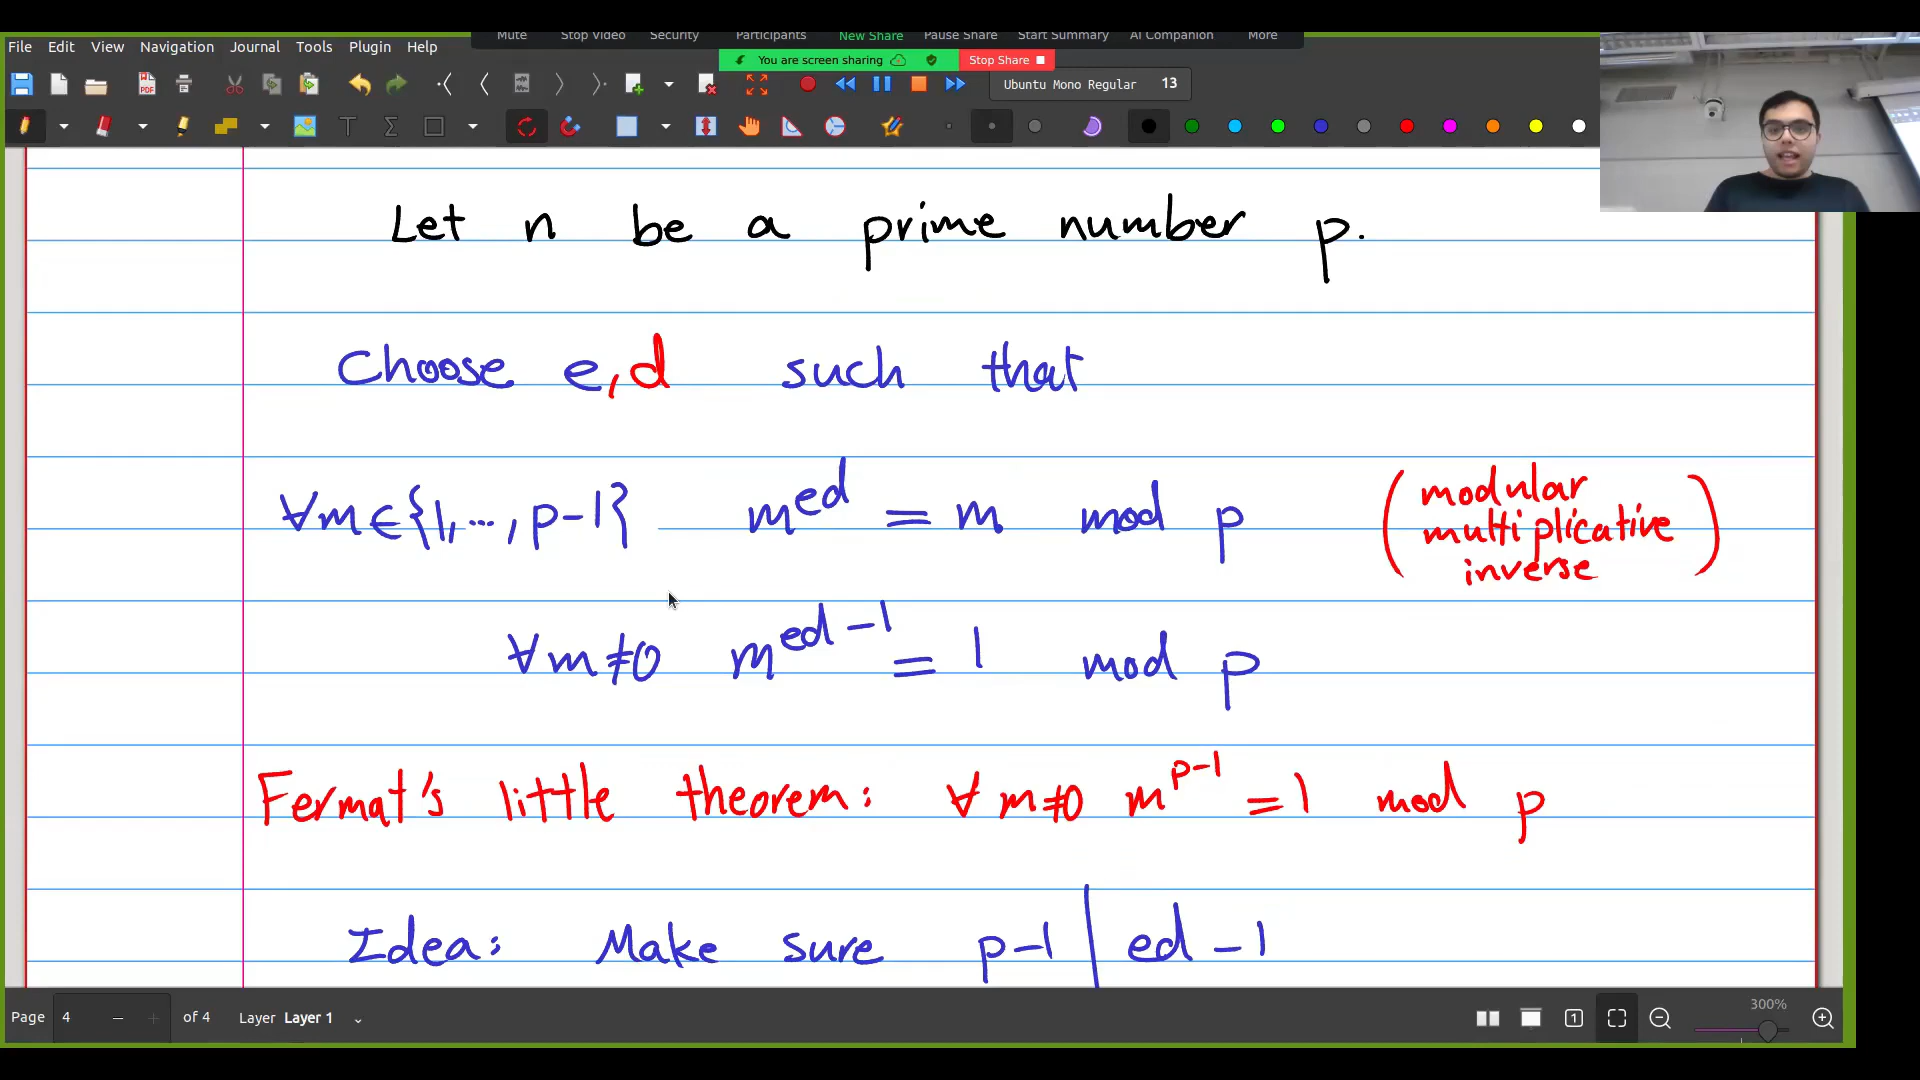 Mute Stop Video Security Participants New Share Pause Share Start Summary AI Companion More
File Edit View Navigation Journal Tools Plugin Help
You are screen sharing Stop Share
Ubuntu Mono Regular 13
Let n be a prime number p.
Choose e,d such that
∀m∈{1,...,p-1} m^ed = m mod p (modular multiplicative inverse)
∀m≠0 m^ed-1 = 1 mod p
Fermat's little theorem: ∀ m≠0 m^p-1 = 1 mod p
Idea: Make sure p-1 | ed-1
Page 4 of 4 Layer Layer 1 300%